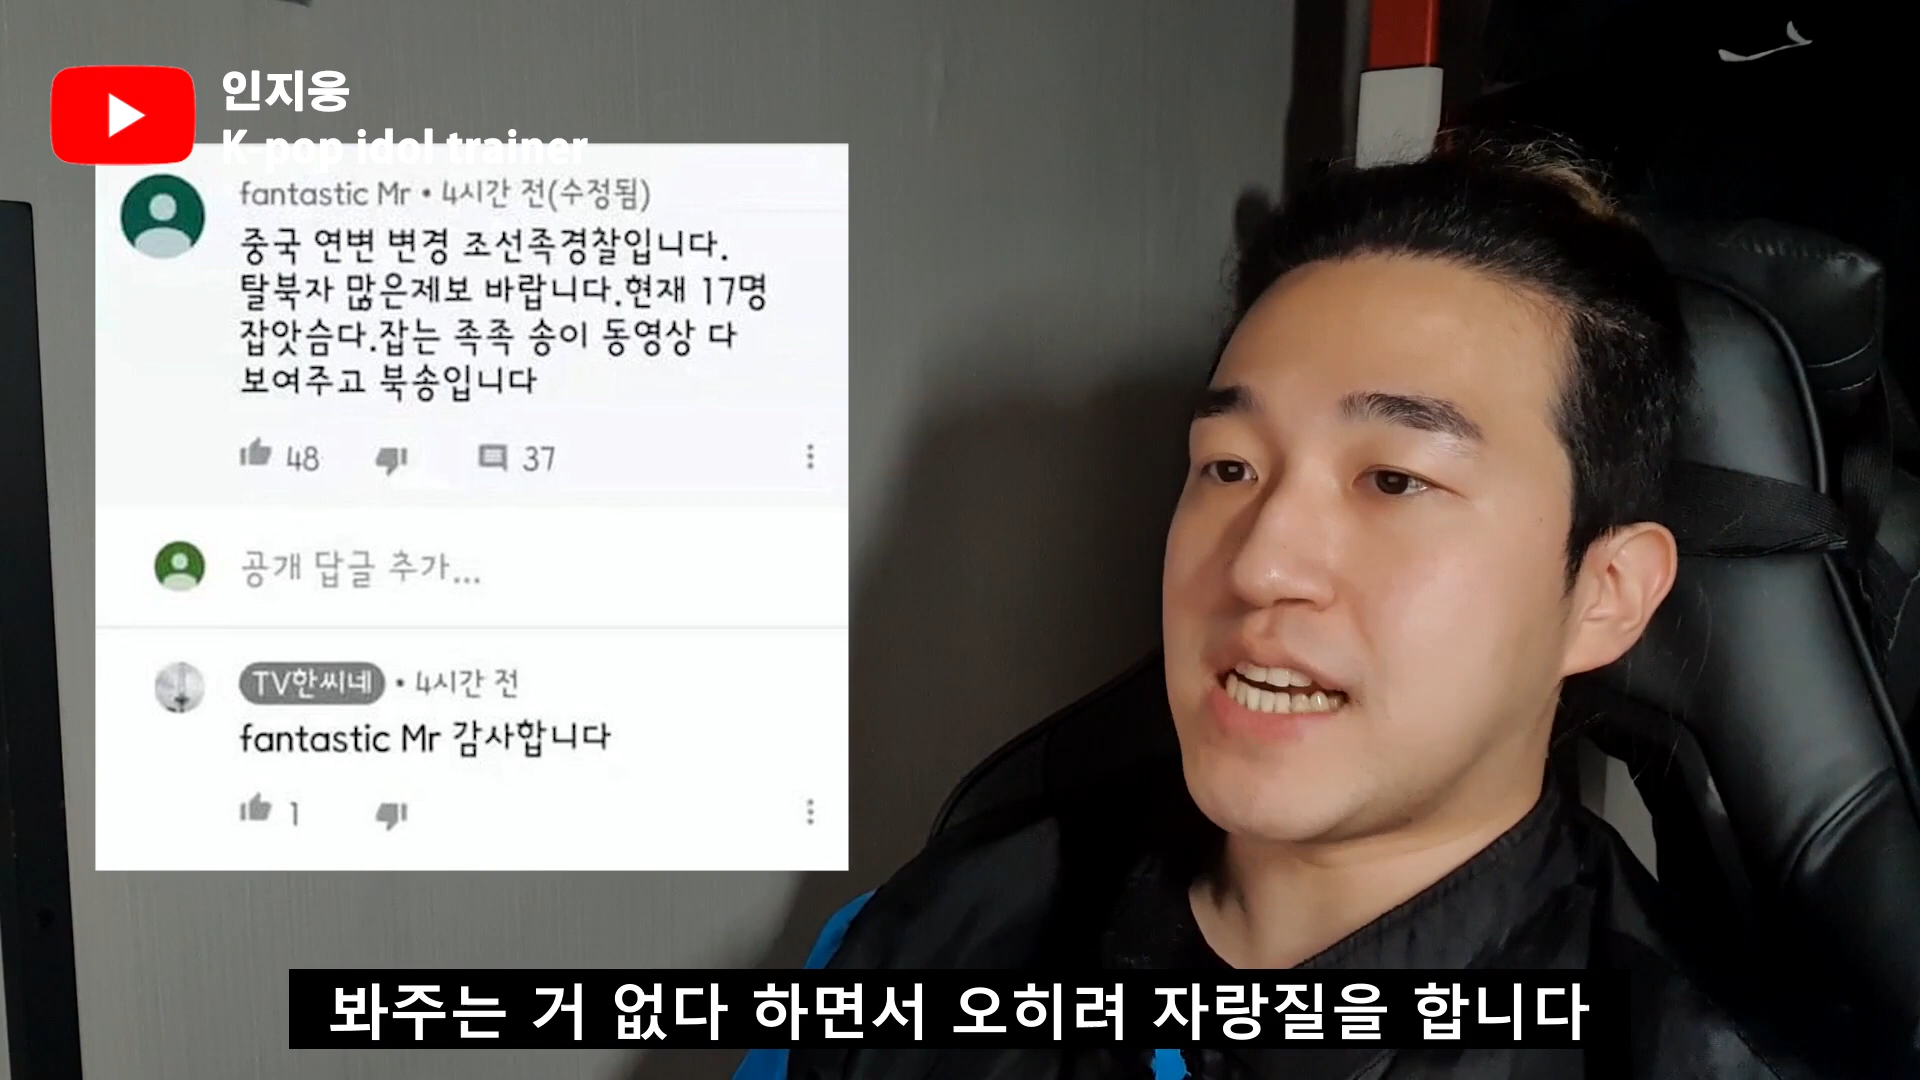 인지웅
K-pop idol trainer
fantastic Mr • 4시간 전(수정됨)
중국 연변 변경 조선족경찰입니다.
탈북자 많은제보 바랍니다.현재 17명
잡앗슴다.잡는 족족 송이 동영상 다
보여주고 북송입니다
48 37
공개 답글 추가...
TV한씨네 • 4시간 전
fantastic Mr 감사합니다
1
봐주는 거 없다 하면서 오히려 자랑질을 합니다